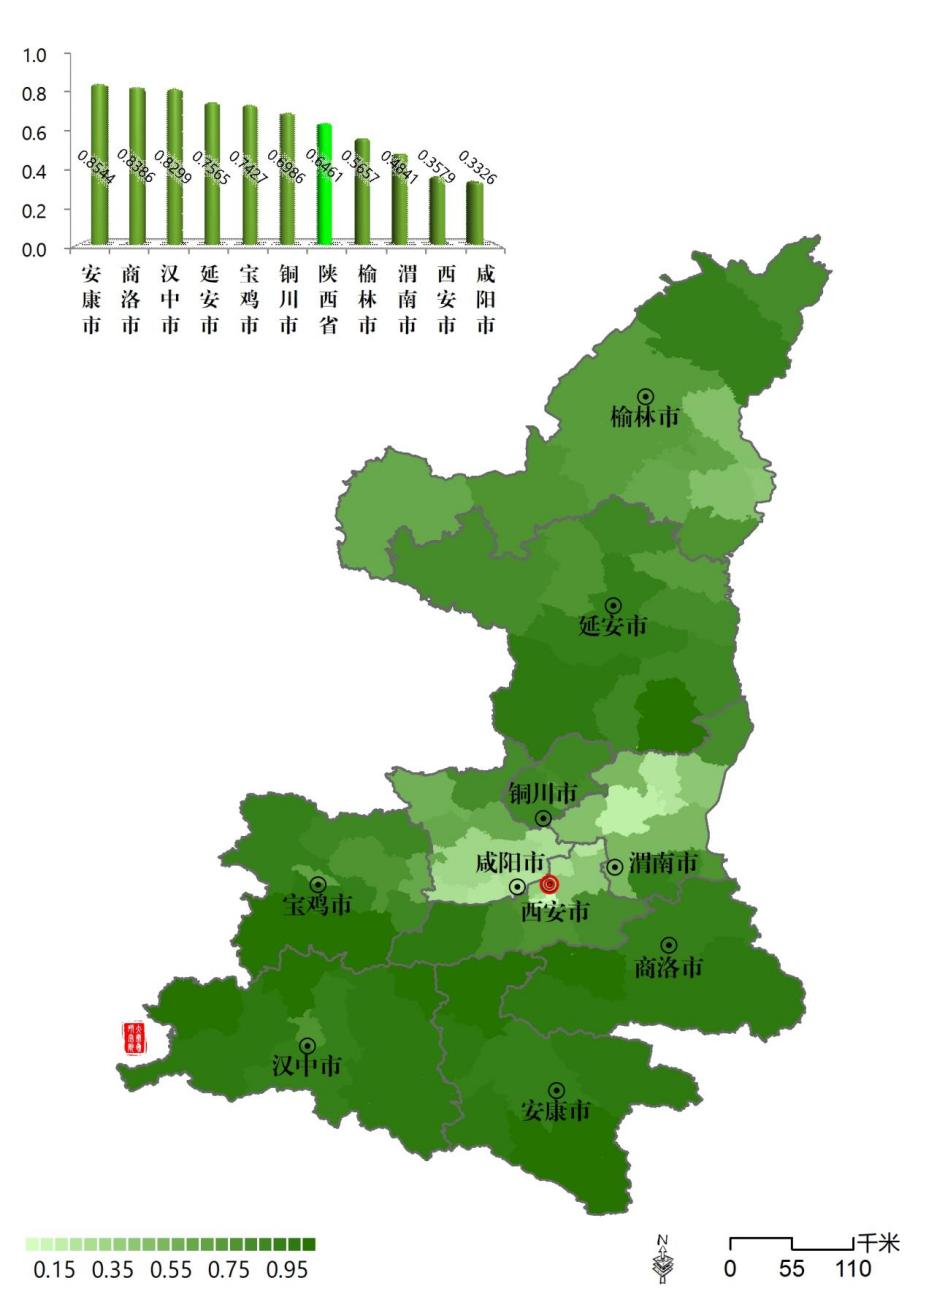 1.0
0.8
0.6
0.4
0.2
0.0
0.8544
0.8386
0.8299
0.7565
0.7427
0.6986
0.6461
0.5657
0.4841
0.3579
0.3326
安康市
商洛市
汉中市
延安市
宝鸡市
铜川市
陕西省
榆林市
渭南市
西安市
咸阳市
榆林市
延安市
铜川市
咸阳市
渭南市
宝鸡市
西安市
商洛市
汉中市
安康市
0.15 0.35 0.55 0.75 0.95
N
千米
0 55 110